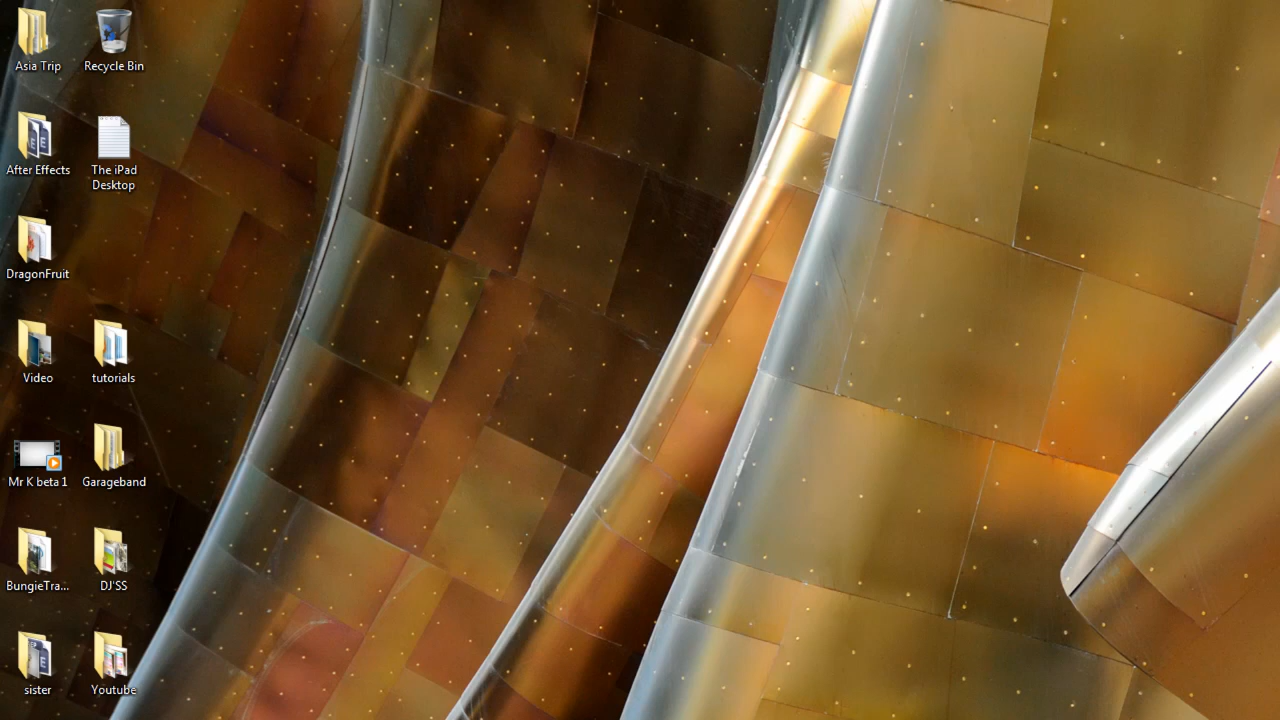 Asia Trip
Recycle Bin
After Effects
The iPad
Desktop
DragonFruit
Video
tutorials
Mr K beta 1
Garageband
BungieTra...
DJ'SS
sister
Youtube